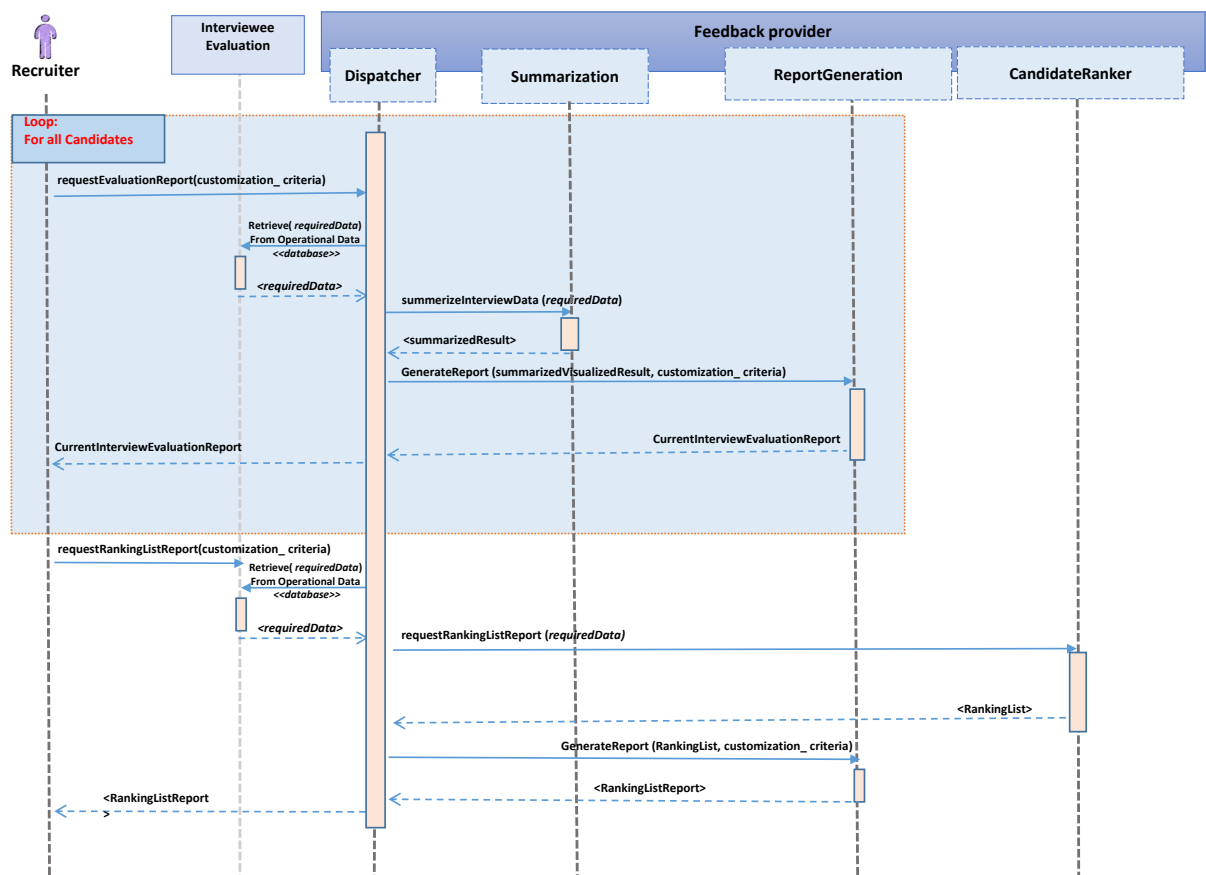 Interviewee
Evaluation
Feedback provider
Recruiter
Dispatcher
Summarization
ReportGeneration
CandidateRanker
Loop:
For all Candidates
requestEvaluationReport(customization_ criteria)
Retrieve( requiredData)
From Operational Data
<<database>>
<requiredData>
summerizeInterviewData (requiredData)
<summarizedResult>
GenerateReport (summarizedVisualizedResult, customization_ criteria)
CurrentInterviewEvaluationReport
CurrentInterviewEvaluationReport
requestRankingListReport(customization_ criteria)
Retrieve( requiredData)
From Operational Data
<<database>>
<requiredData>
requestRankingListReport (requiredData)
<RankingList>
GenerateReport (RankingList, customization_ criteria)
<RankingListReport>
<RankingListReport
>